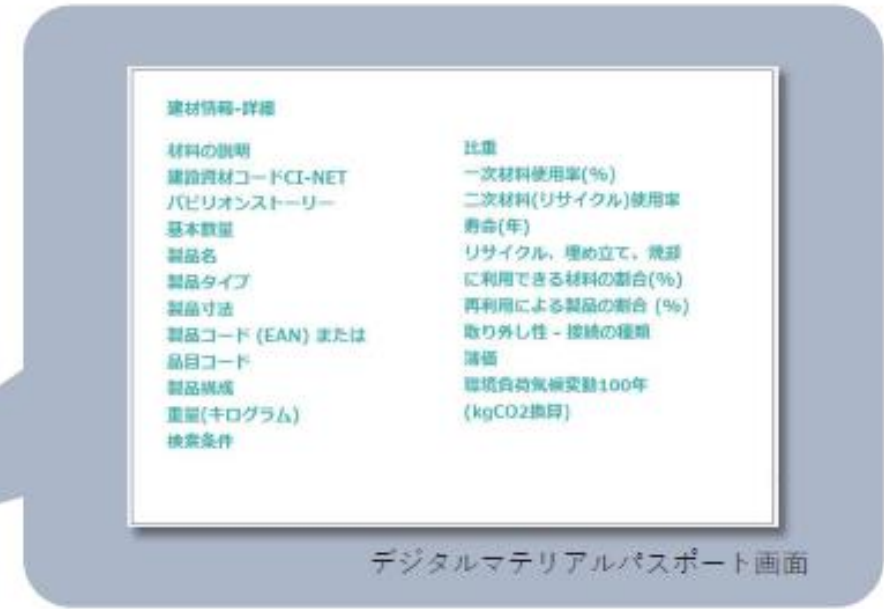 建材情報-詳細
材料の説明
建設資材コードCI-NET
パビリオンストーリー
基本数量
製品名
製品タイプ
製品寸法
製品コード (EAN) または
品目コード
製品構成
重量(キログラム)
検索条件
比重
一次材料使用率(%)
二次材料(リサイクル)使用率
寿命(年)
リサイクル、埋め立て、焼却
に利用できる材料の割合(%)
再利用による製品の割合 (%)
取り外し性 - 接続の種類
簿価
環境負荷気候変動100年
(kgCO2換算)
デジタルマテリアルパスポート画面